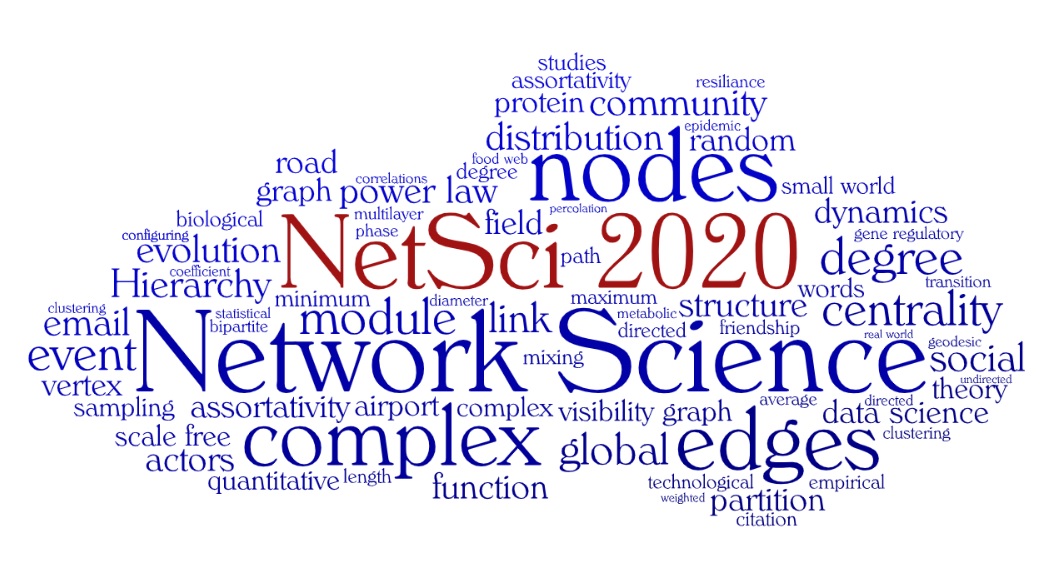 studies
assortativity resiliance
protein community
distribution epidemic random
road food web nodes
graph correlations power law degree small world
biological multilayer field percolation dynamics
configuring phase gene regulatory
evolution NetSci 2020 path degree
Hierarchy coefficient words transition
minimum diameter maximum structure centrality
clustering statistical module link metabolic
email bipartite directed friendship real world geodesic
event Network Science mixing social
vertex theory undirected
sampling assortativity airport complex visibility graph average directed data science
scale free complex global edges clustering
actors
quantitative length function technological empirical
weighted partition
citation